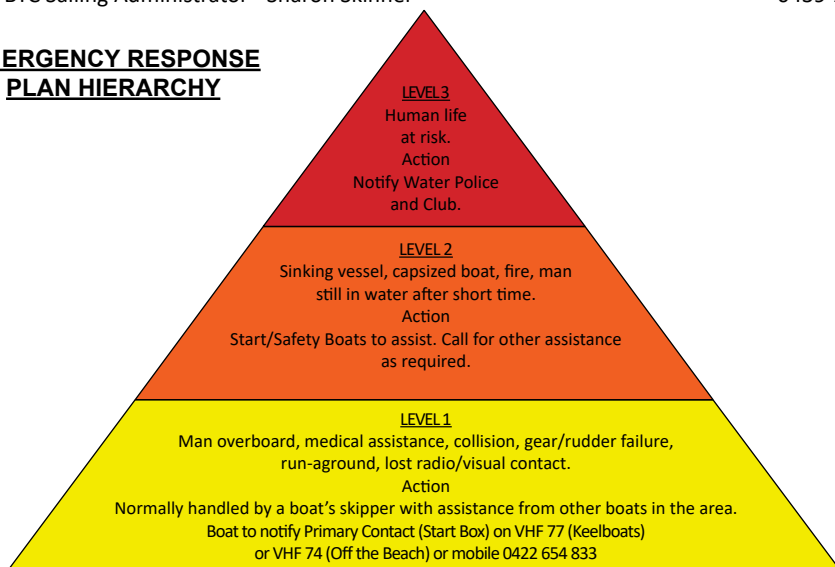 Sailing Administrator
ERGENCY RESPONSE
PLAN HIERARCHY
LEVEL 3
Human life
at risk.
Action
Notify Water Police
and Club.
LEVEL 2
Sinking vessel, capsized boat, fire, man
still in water after short time.
Action
Start/Safety Boats to assist. Call for other assistance
as required.
LEVEL 1
Man overboard, medical assistance, collision, gear/rudder failure,
run-aground, lost radio/visual contact.
Action
Normally handled by a boat's skipper with assistance from other boats in the area.
Boat to notify Primary Contact (Start Box) on VHF 77 (Keelboats)
or VHF 74 (Off the Beach) or mobile 0422 654 833